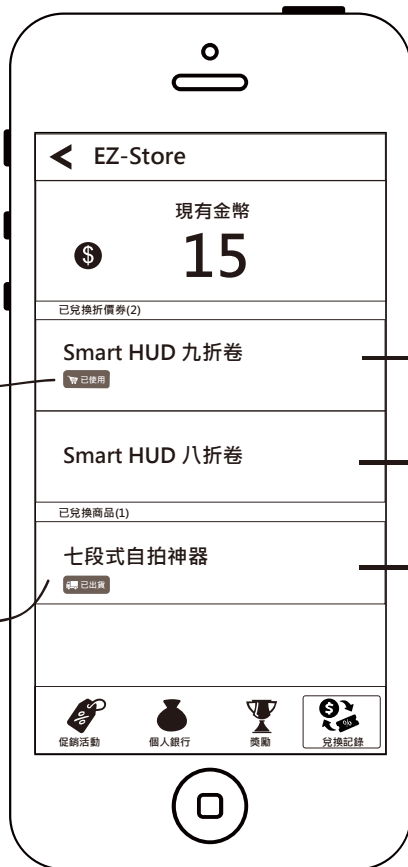 EZ-Store
現有金幣
$
15
已兌換折價券(2)
Smart HUD 九折卷
已使用
Smart HUD 八折卷
已兌換商品(1)
七段式自拍神器
已出貨
% $ %
促銷活動 個人銀行 獎勵 兌換記錄